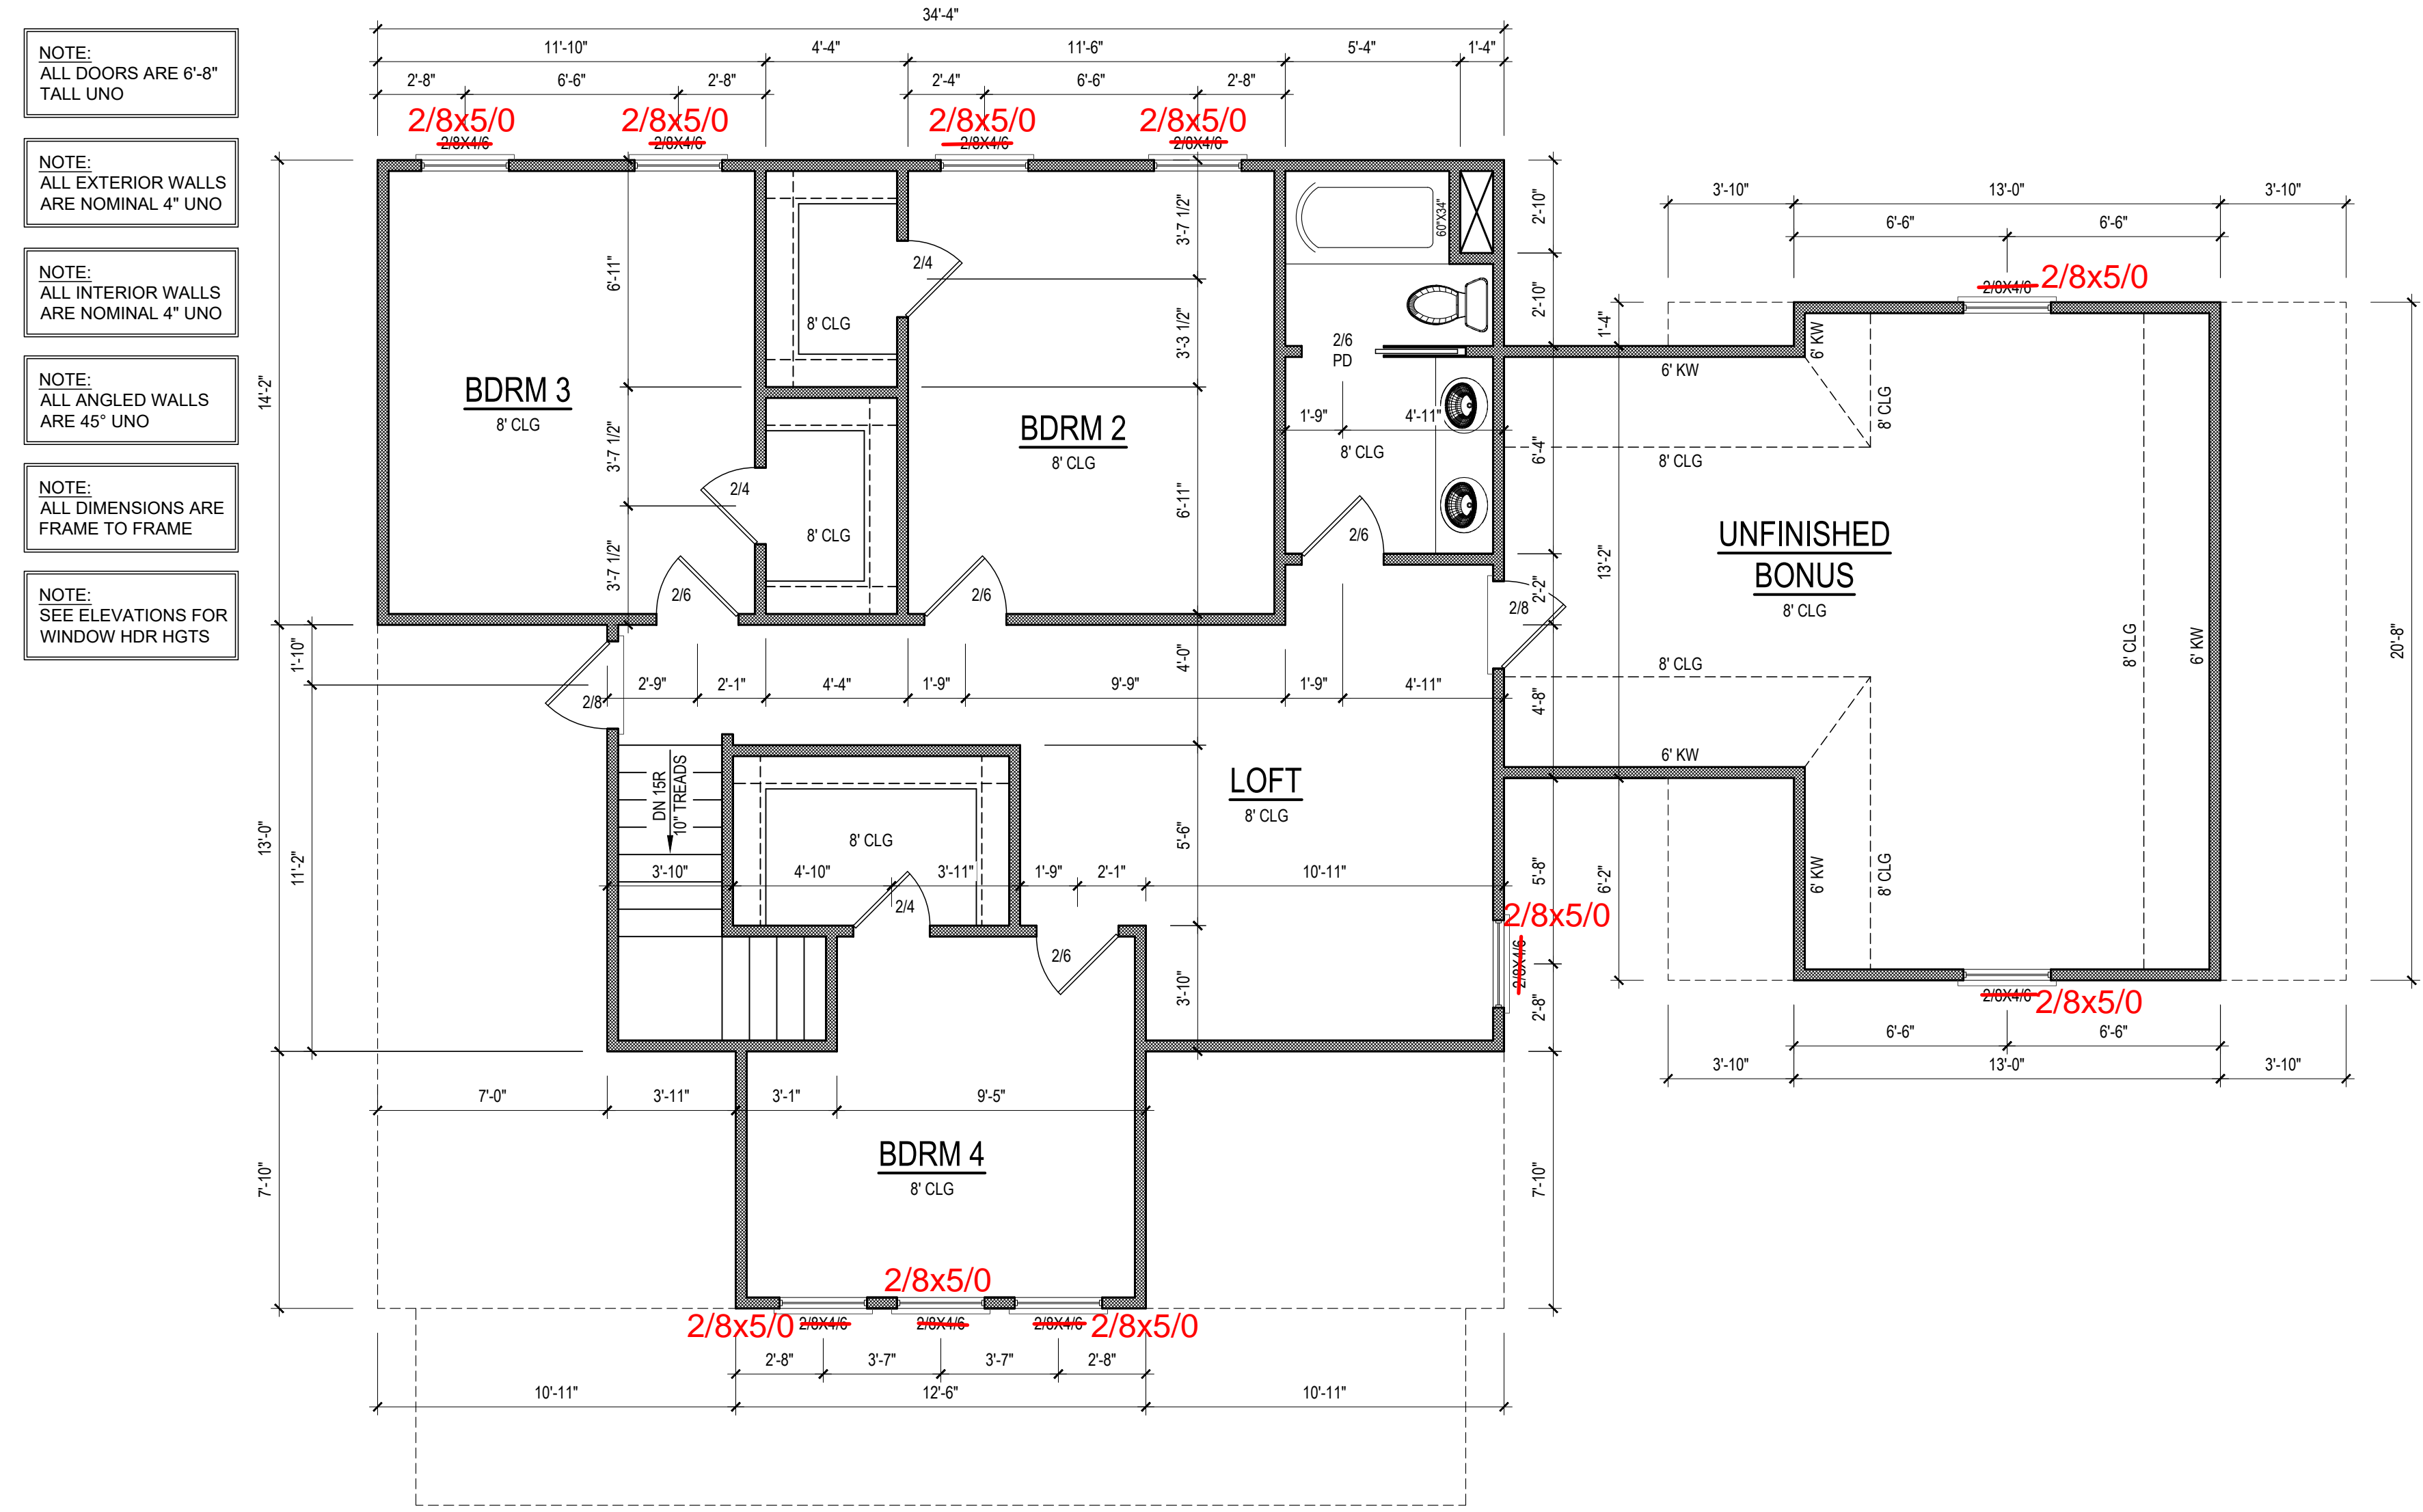 NOTE:
ALL DOORS ARE 6'-8"
TALL UNO
NOTE:
ALL EXTERIOR WALLS
ARE NOMINAL 4" UNO
NOTE:
ALL INTERIOR WALLS
ARE NOMINAL 4" UNO
NOTE:
ALL ANGLED WALLS
ARE 45° UNO
NOTE:
ALL DIMENSIONS ARE
FRAME TO FRAME
NOTE:
SEE ELEVATIONS FOR
WINDOW HDR HGTS
34'-4"
11'-10" 4'-4" 11'-6" 5'-4" 1'-4"
2'-8" 6'-6" 2'-8" 2'-4" 6'-6" 2'-8"
2/8x5/0 2/8x5/0 2/8x5/0 2/8x5/0
2/8X4/6 2/8X4/6 2/8X4/6 2/8X4/6
14'-2"
13'-0"
7'-10"
1'-10"
11'-2"
6'-11"
3'-7 1/2"
3'-7 1/2"
BDRM 3
8' CLG
2/4
8' CLG
2/4
8' CLG
2/6
2/6
3'-7 1/2"
3'-3 1/2"
6'-11"
BDRM 2
8' CLG
60"X34"
2/6
PD
1'-9" 4'-11"
8' CLG
2/6
2'-10"
2'-10"
6'-4"
2'-2"
4'-8"
5'-8"
2'-8"
7'-10"
2/8
2/8
2'-9" 2'-1" 4'-4" 1'-9" 9'-9" 1'-9" 4'-11"
4'-0"
5'-6"
3'-10"
LOFT
8' CLG
DN 15R
10" TREADS
8' CLG
3'-10" 4'-10" 3'-11" 1'-9" 2'-1" 10'-11"
2/4
2/6
2/8x5/0
2/8X4/6
7'-0" 3'-11" 3'-1" 9'-5"
BDRM 4
8' CLG
2/8x5/0
2/8x5/0 2/8X4/6 2/8X4/6 2/8X4/6 2/8x5/0
2'-8" 3'-7" 3'-7" 2'-8"
10'-11" 12'-6" 10'-11"
3'-10" 13'-0" 3'-10"
6'-6" 6'-6"
2/8X4/6 2/8x5/0
1'-4"
13'-2"
6'-2"
20'-8"
6' KW
6' KW
8' CLG
8' CLG
UNFINISHED
BONUS
8' CLG
8' CLG
6' KW
8' CLG
6' KW
6' KW
8' CLG
2/8X4/6 2/8x5/0
6'-6" 6'-6"
3'-10" 13'-0" 3'-10"